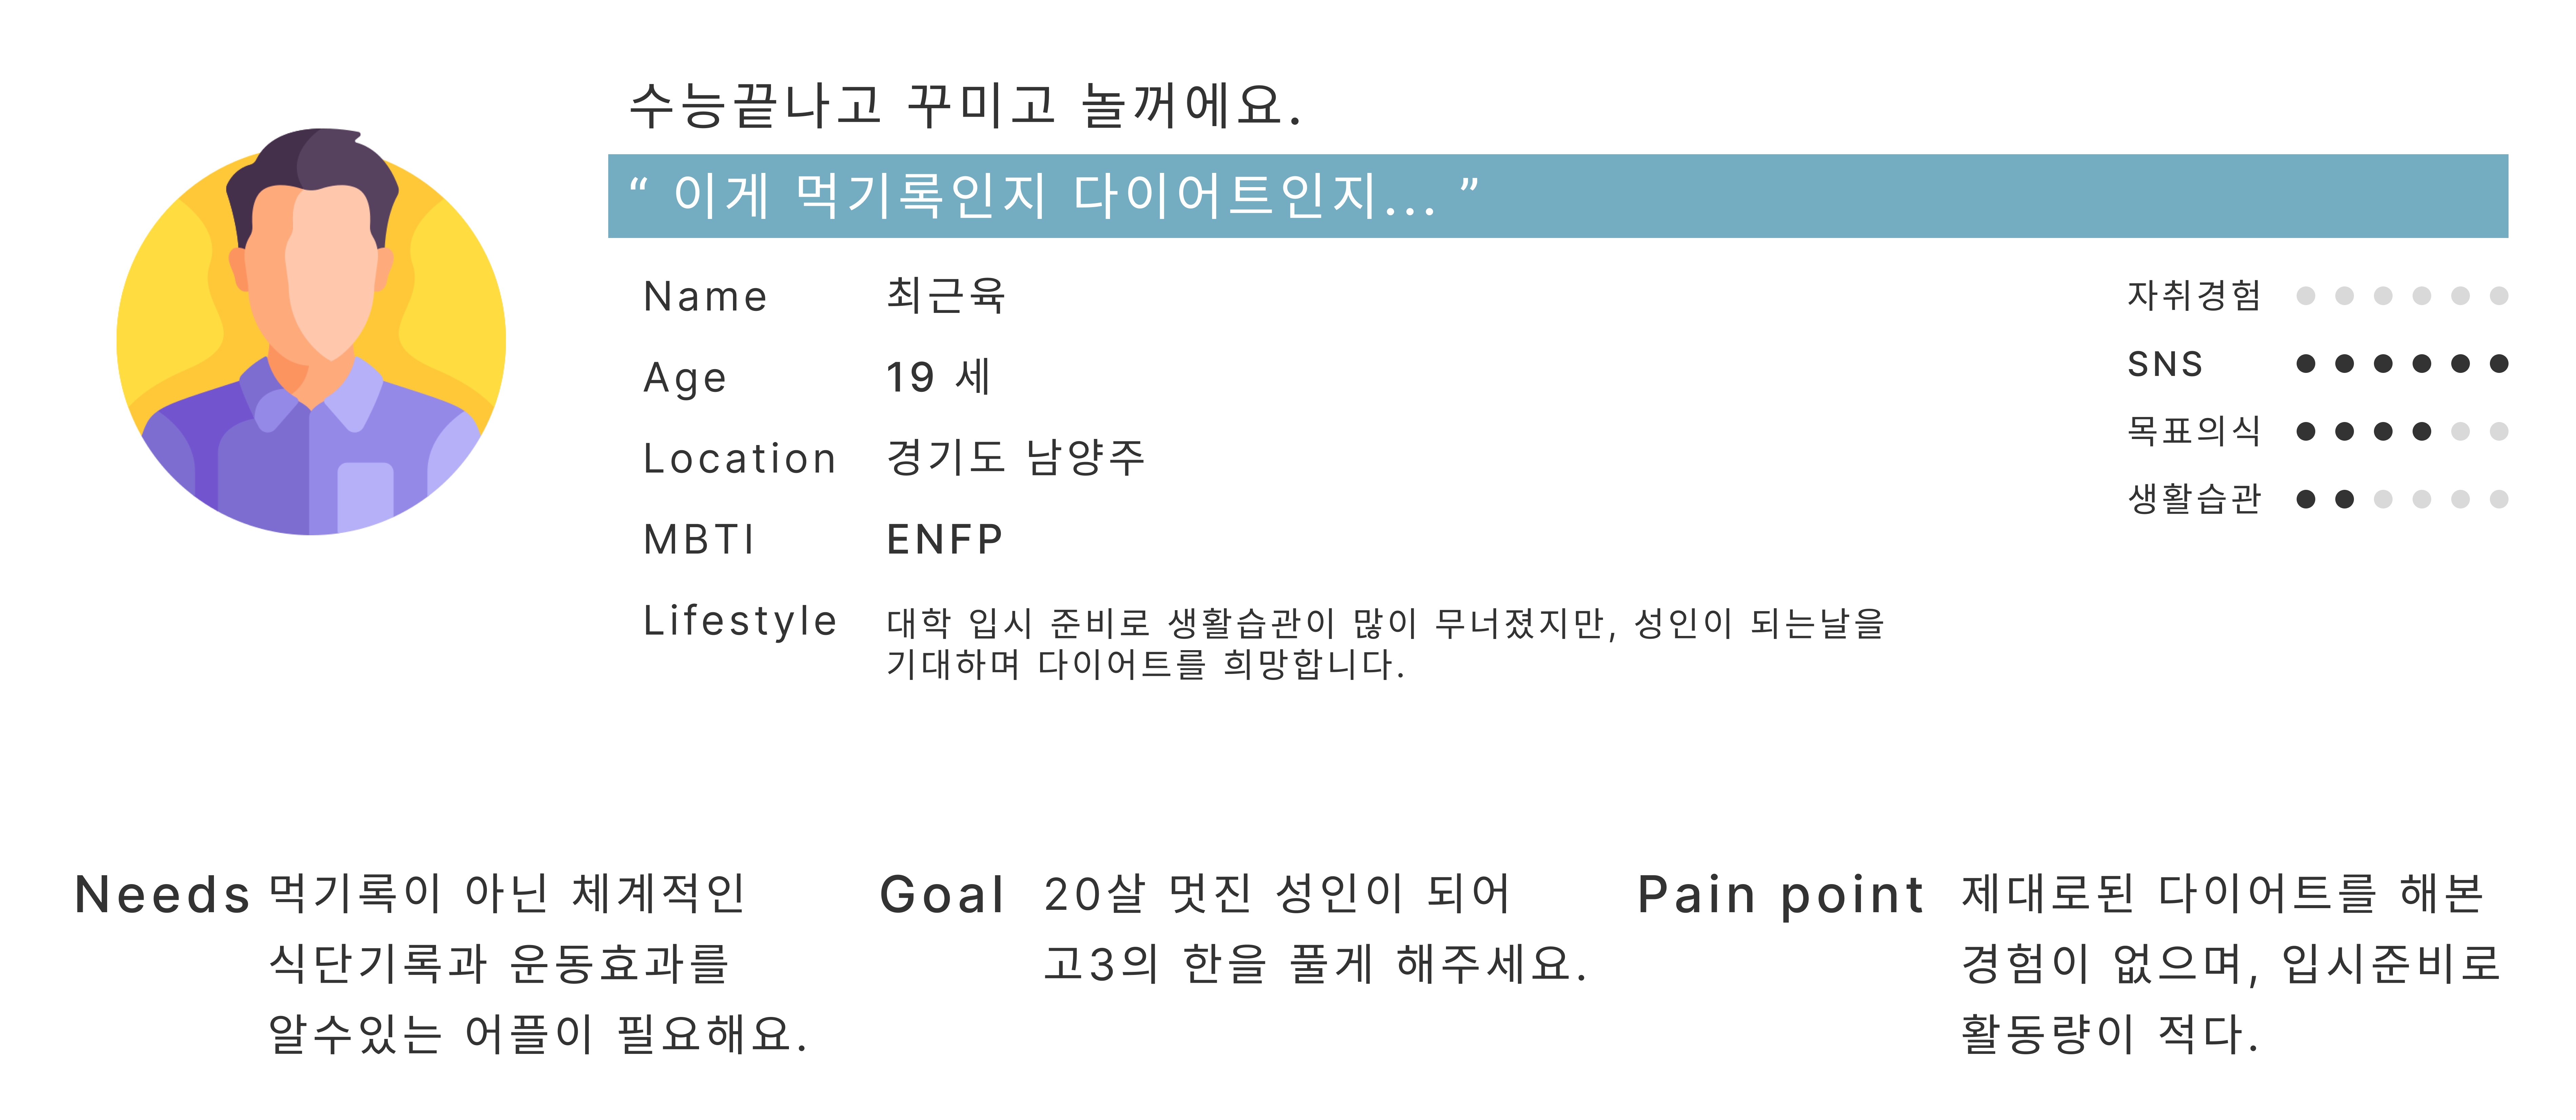 수능끝나고 꾸미고 놀꺼에요.
“ 이게 먹기록인지 다이어트인지... ”
Name 최근육
Age 19 세
Location 경기도 남양주
MBTI ENFP
Lifestyle 대학 입시 준비로 생활습관이 많이 무너졌지만, 성인이 되는날을
기대하며 다이어트를 희망합니다.
자취경험
SNS
목표의식
생활습관
Needs 먹기록이 아닌 체계적인
식단기록과 운동효과를
알수있는 어플이 필요해요.
Goal 20살 멋진 성인이 되어
고3의 한을 풀게 해주세요.
Pain point 제대로된 다이어트를 해본
경험이 없으며, 입시준비로
활동량이 적다.